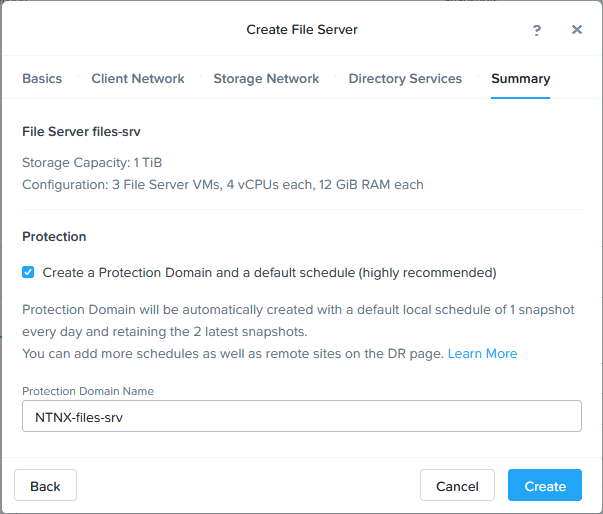 Create File Server
?
×
Basics
Client Network
Storage Network
Directory Services
Summary
File Server files-srv
Storage Capacity: 1 TiB
Configuration: 3 File Server VMs, 4 vCPUs each, 12 GiB RAM each
Protection
Create a Protection Domain and a default schedule (highly recommended)
Protection Domain will be automatically created with a default local schedule of 1 snapshot
every day and retaining the 2 latest snapshots.
You can add more schedules as well as remote sites on the DR page. Learn More
Protection Domain Name
NTNX-files-srv
Back
Cancel
Create